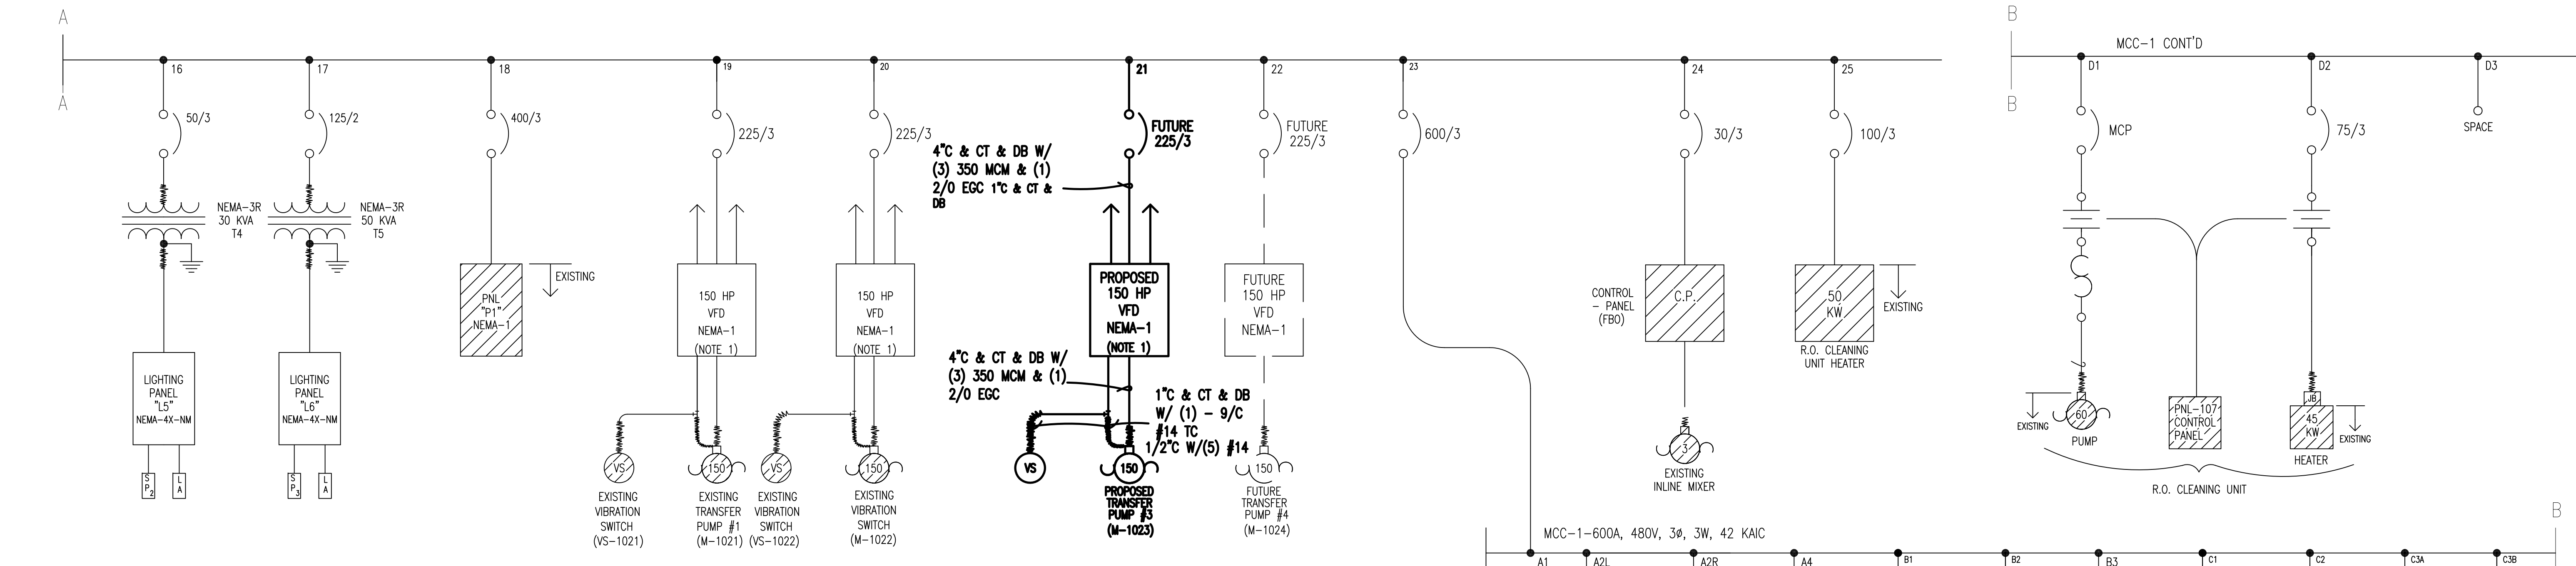 A
A
16
50/3
NEMA-3R
30 KVA
T4
LIGHTING
PANEL
"L5"
NEMA-4X-NM
S
P2
L
A
17
125/2
NEMA-3R
50 KVA
T5
LIGHTING
PANEL
"L6"
NEMA-4X-NM
S
P3
L
A
18
400/3
PNL
"P1"
NEMA-1
EXISTING
19
225/3
150 HP
VFD
NEMA-1
(NOTE 1)
VS
150
EXISTING
VIBRATION
SWITCH
(VS-1021)
EXISTING
TRANSFER
PUMP #1
(M-1021)
20
225/3
150 HP
VFD
NEMA-1
(NOTE 1)
VS
150
EXISTING
VIBRATION
SWITCH
(VS-1022)
EXISTING
VIBRATION
SWITCH
(M-1022)
21
FUTURE
225/3
4"C & CT & DB W/
(3) 350 MCM & (1)
2/0 EGC 1"C & CT &
DB
PROPOSED
150 HP
VFD
NEMA-1
(NOTE 1)
4"C & CT & DB W/
(3) 350 MCM & (1)
2/0 EGC
1"C & CT & DB
W/ (1) - 9/C
#14 TC
1/2"C W/(5) #14
VS
150
PROPOSED
TRANSFER
PUMP #3
(M-1023)
22
FUTURE
225/3
FUTURE
150 HP
VFD
NEMA-1
150
FUTURE
TRANSFER
PUMP #4
(M-1024)
23
600/3
24
30/3
CONTROL
- PANEL
(FBO)
C.P.
3
EXISTING
INLINE MIXER
25
100/3
50
KW
EXISTING
R.O. CLEANING
UNIT HEATER
B
B
MCC-1 CONT'D
D1
MCP
EXISTING
60
PUMP
PNL-107
CONTROL
PANEL
D2
75/3
JB
45
KW
EXISTING
HEATER
R.O. CLEANING UNIT
D3
SPACE
MCC-1-600A, 480V, 3ø, 3W, 42 KAIC
B
A1
A2L
A2R
A4
B1
B2
B3
C1
C2
C3A
C3B